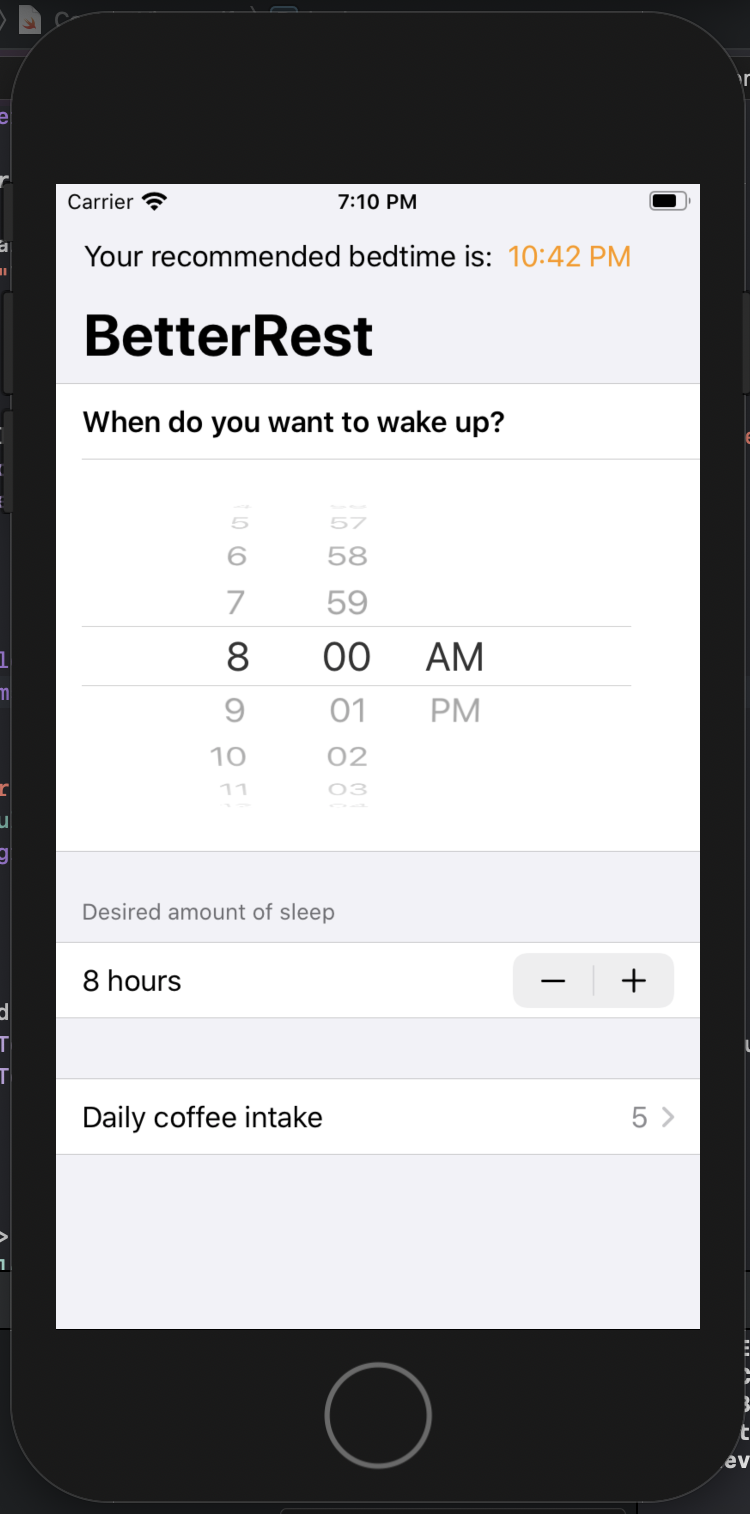 Carrier 7:10 PM
Your recommended bedtime is: 10:42 PM
BetterRest
When do you want to wake up?
5 57
6 58
7 59
8 00 AM
9 01 PM
10 02
11 03
Desired amount of sleep
8 hours − +
Daily coffee intake 5 >